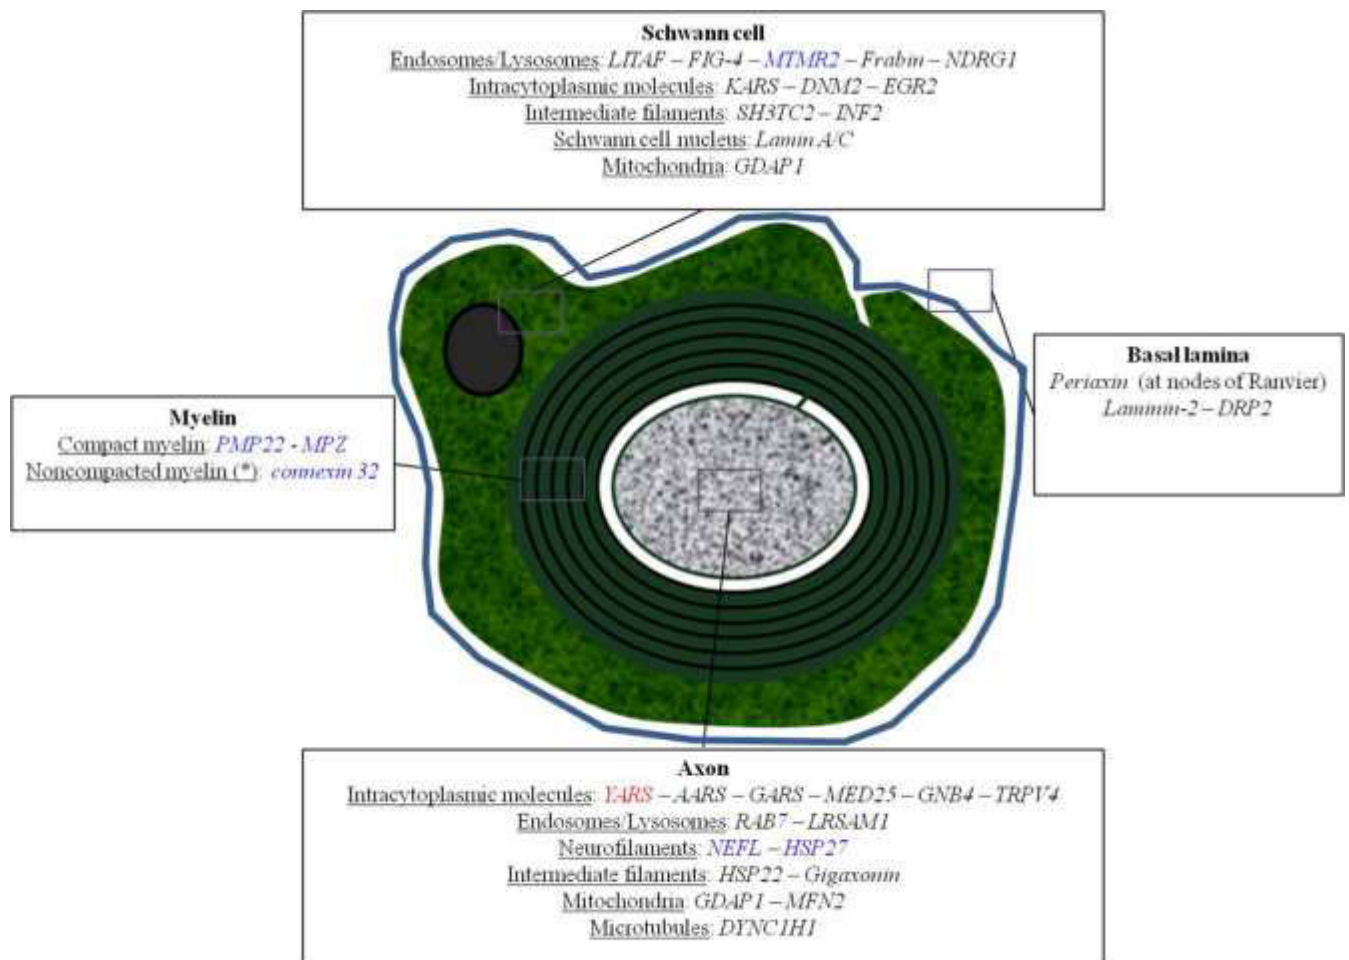 Schwann cell
Endosomes/Lysosomes: LITAF – FIG-4 – MTMR2 – Frabin – NDRG1
Intracytoplasmic molecules: KARS – DNM2 – EGR2
Intermediate filaments: SH3TC2 – INF2
Schwann cell nucleus: Lamin A/C
Mitochondria: GDAP1
Basal lamina
Periaxin (at nodes of Ranvier)
Laminin-2 – DRP2
Myelin
Compact myelin: PMP22 - MPZ
Noncompacted myelin (*): connexin 32
Axon
Intracytoplasmic molecules: YARS – AARS – GARS – MED25 – GNB4 – TRPV4
Endosomes/Lysosomes: RAB7 – LRSAM1
Neurofilaments: NEFL – HSP27
Intermediate filaments: HSP22 – Gigaxonin
Mitochondria: GDAP1 – MFN2
Microtubules: DYNC1H1